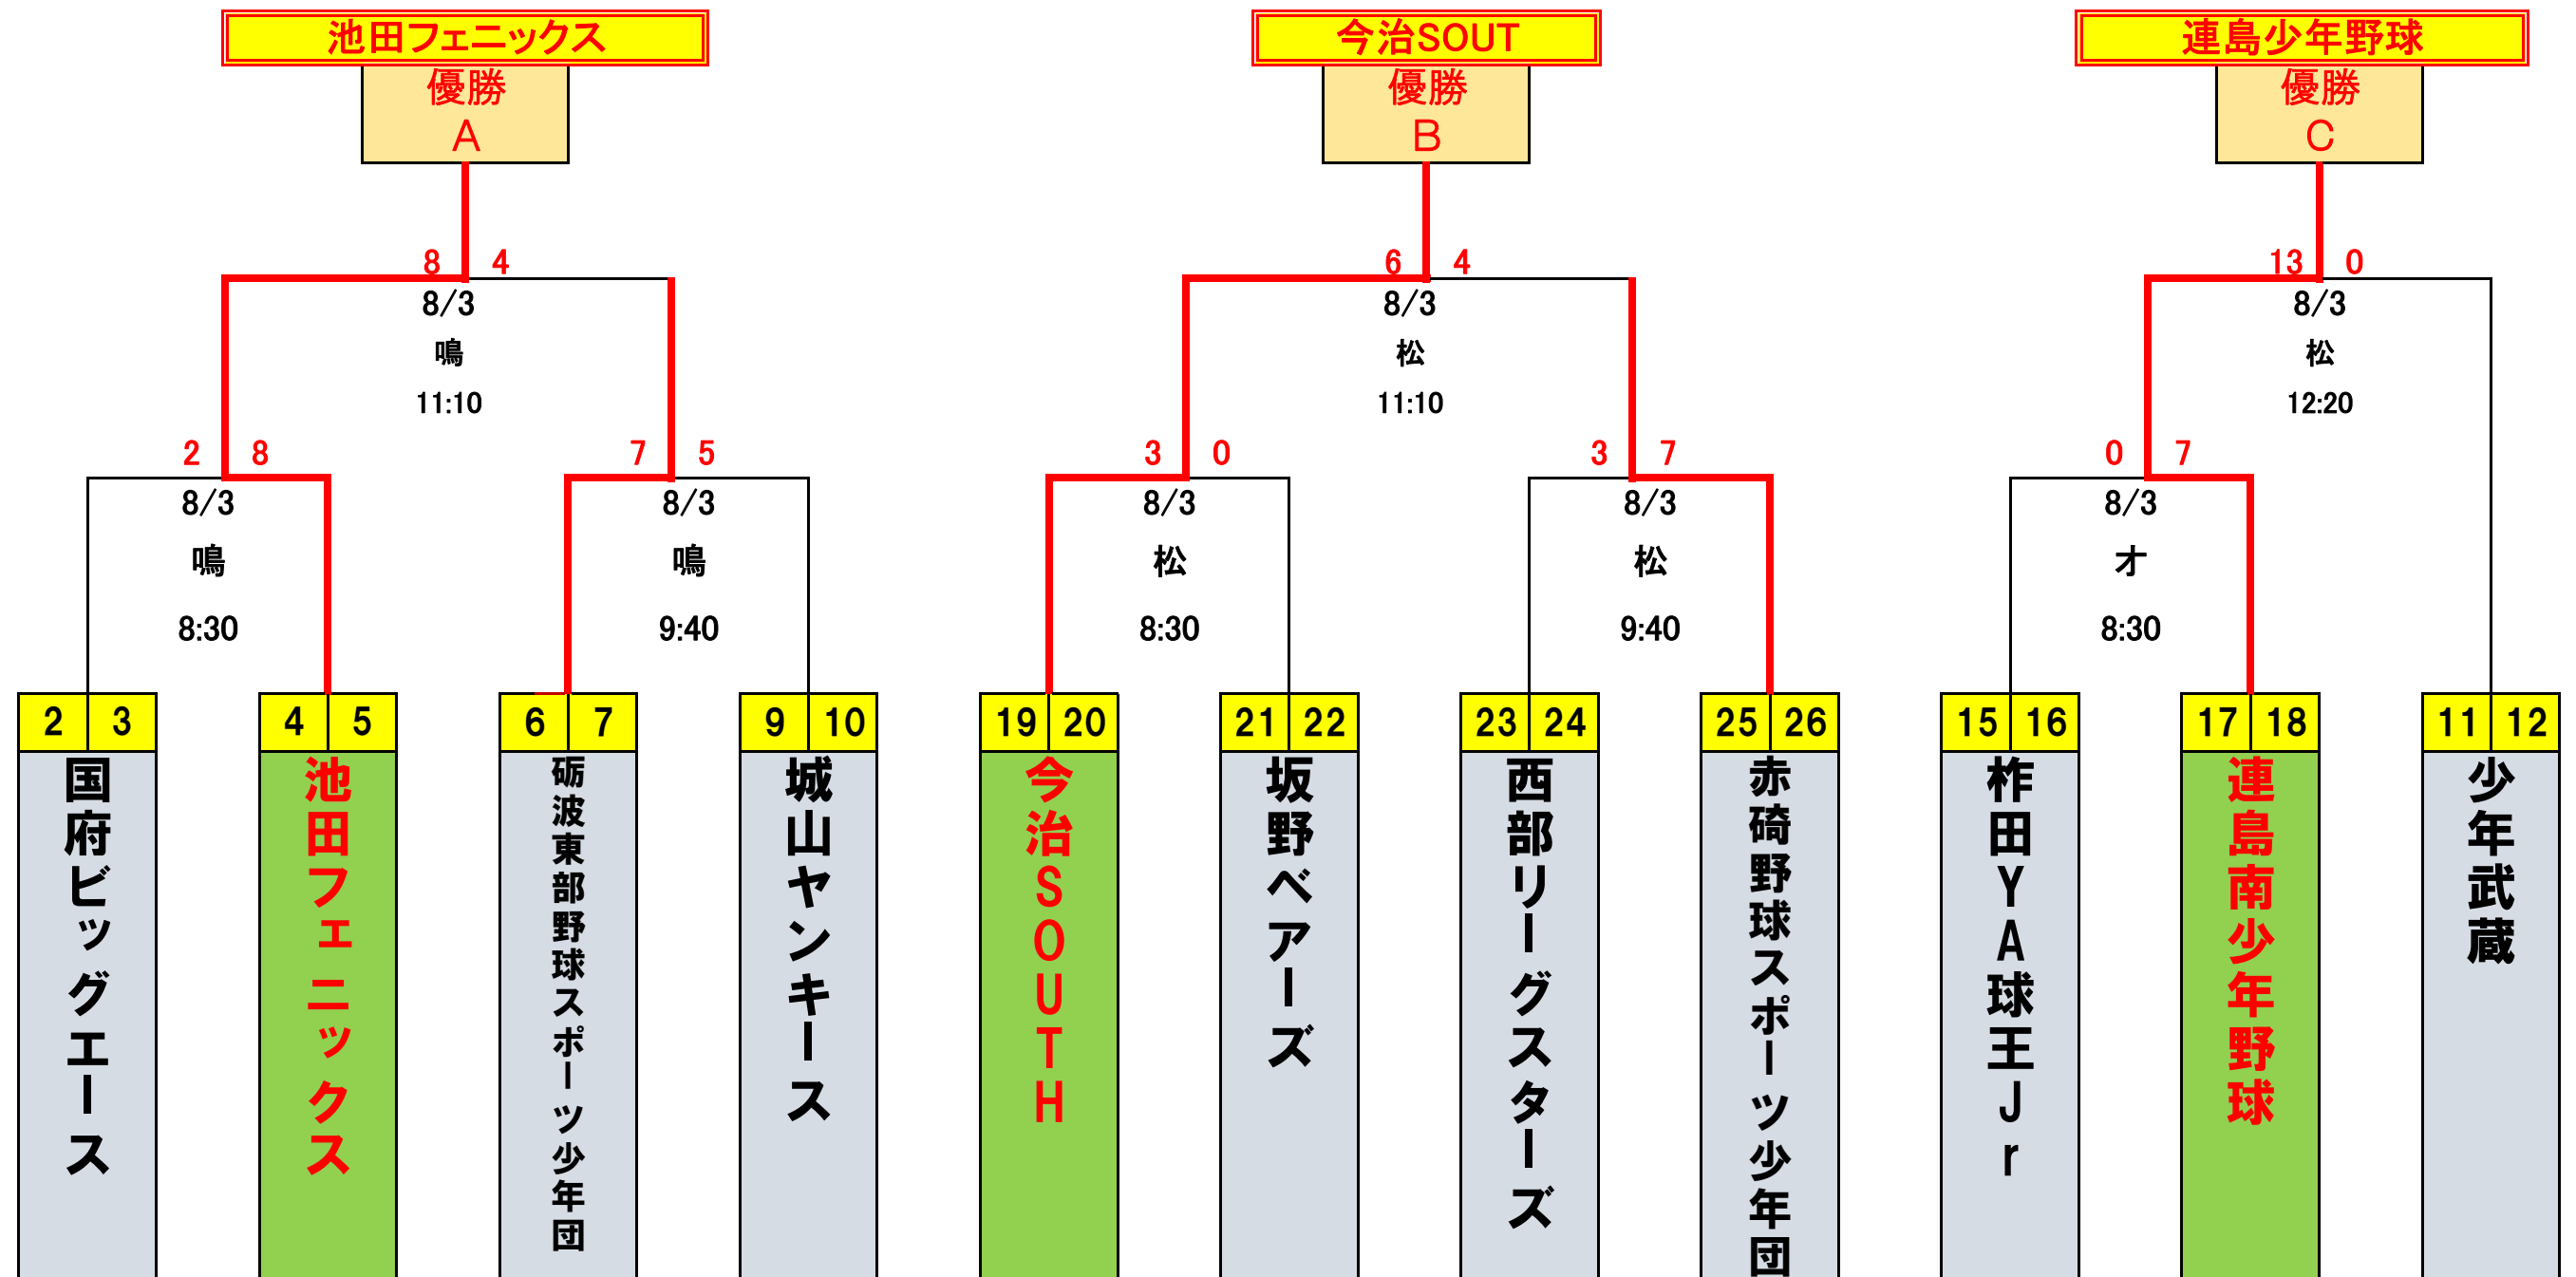 池田フェニックス
優勝
A
今治SOUT
優勝
B
連島少年野球
優勝
C
8 4
8/3
鳴
11:10
6 4
8/3
松
11:10
13 0
8/3
松
12:20
2 8
8/3
鳴
8:30
7 5
8/3
鳴
9:40
3 0
8/3
松
8:30
3 7
8/3
松
9:40
0 7
8/3
オ
8:30
2 3
国府ビッグエース
4 5
池田フェニックス
6 7
砺波東部野球スポーツ少年団
9 10
城山ヤンキース
19 20
今治SOUTH
21 22
坂野ベアーズ
23 24
西部リーグスターズ
25 26
赤碕野球スポーツ少年団
15 16
柞田YA球王Jr
17 18
連島南少年野球
11 12
少年武蔵